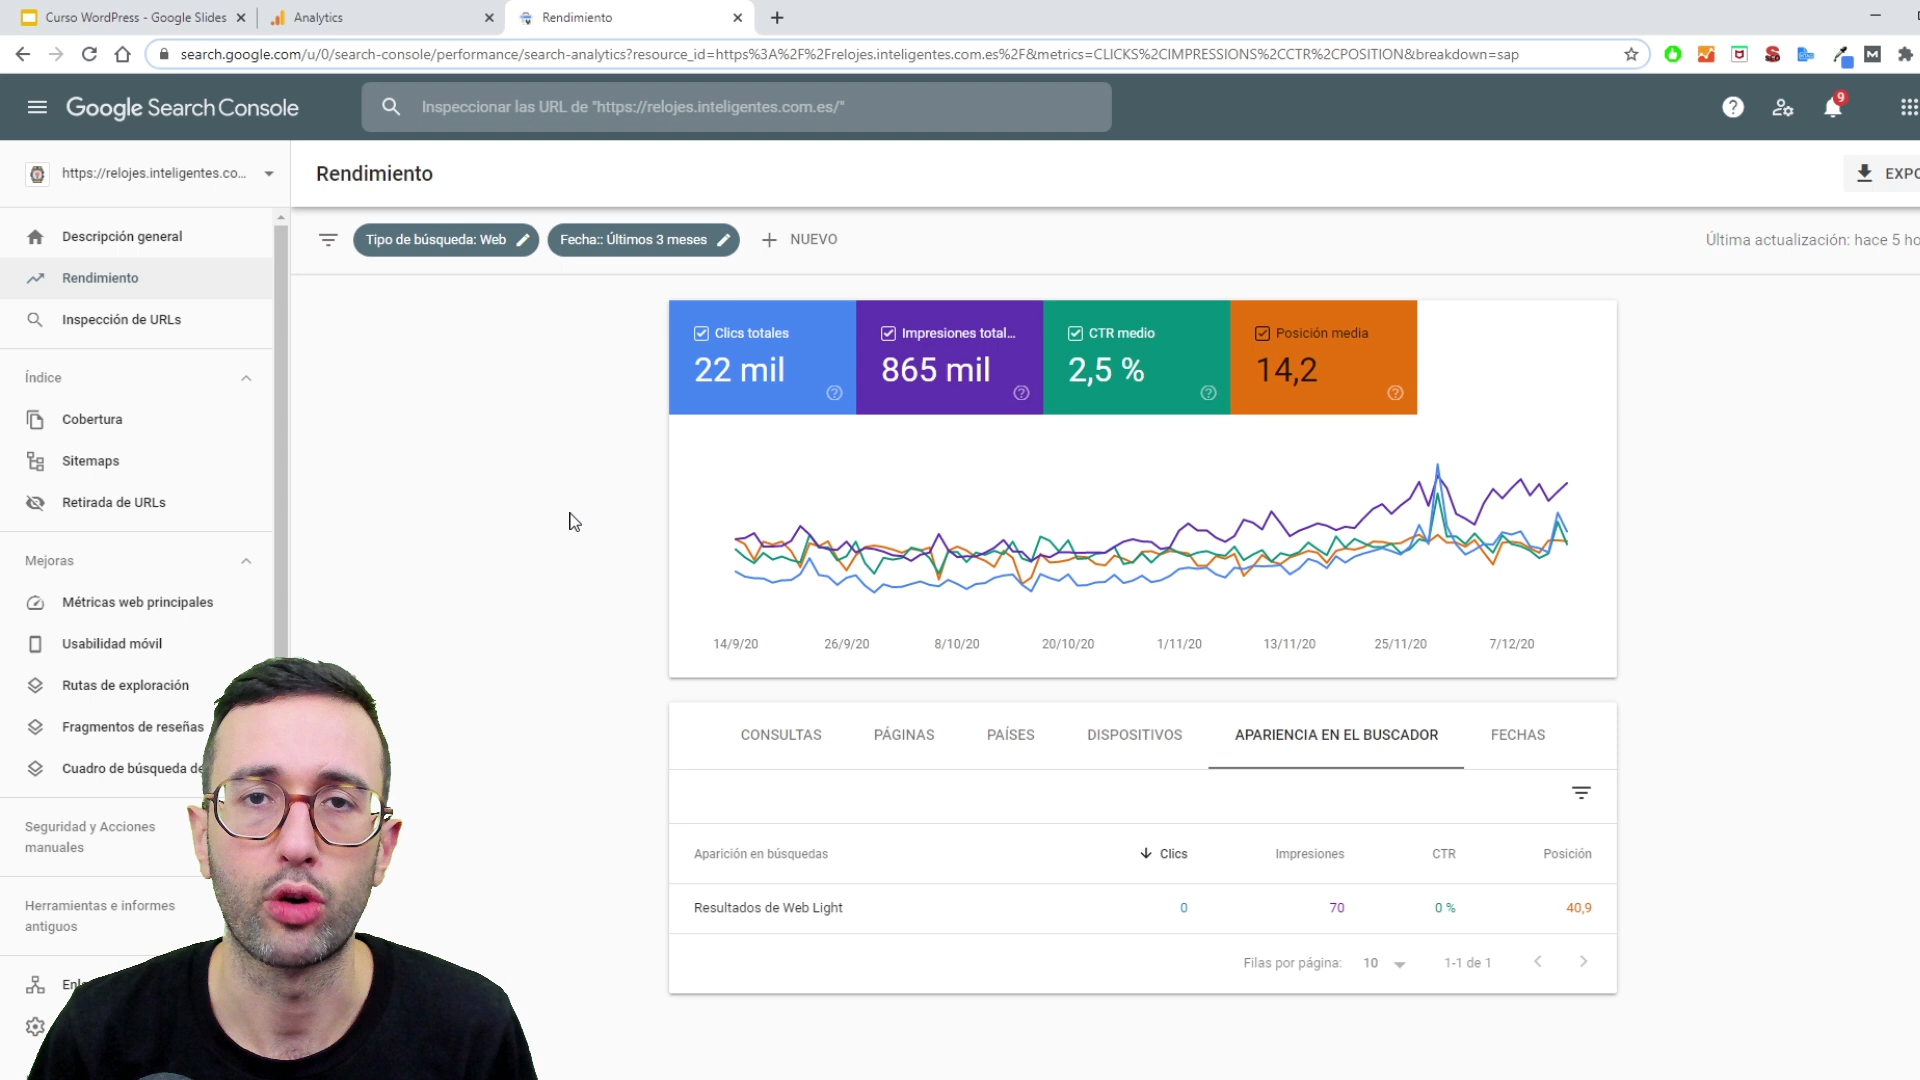 Curso WordPress - Google Slides
Analytics
Rendimiento
search.google.com/u/0/search-console/performance/search-analytics?resource_id=https%3A%2F%2Frelojes.inteligentes.com.es%2F&metrics=CLICKS%2CIMPRESSIONS%2CCTR%2CPOSITION&breakdown=sap
Google Search Console
Inspeccionar las URL de "https://relojes.inteligentes.com.es/"
9
https://relojes.inteligentes.co...
Rendimiento
EXPO
Descripción general
Rendimiento
Inspección de URLs
Índice
Cobertura
Sitemaps
Retirada de URLs
Mejoras
Métricas web principales
Usabilidad móvil
Rutas de exploración
Fragmentos de reseñas
Cuadro de búsqueda de
Seguridad y Acciones
manuales
Herramientas e informes
antiguos
Tipo de búsqueda: Web
Fecha:: Últimos 3 meses
NUEVO
Última actualización: hace 5 ho
Clics totales
22 mil
Impresiones total...
865 mil
CTR medio
2,5 %
Posición media
14,2
14/9/20
26/9/20
8/10/20
20/10/20
1/11/20
13/11/20
25/11/20
7/12/20
CONSULTAS
PÁGINAS
PAÍSES
DISPOSITIVOS
APARIENCIA EN EL BUSCADOR
FECHAS
Aparición en búsquedas
Clics
Impresiones
CTR
Posición
Resultados de Web Light
0
70
0 %
40,9
Filas por página:
10
1-1 de 1